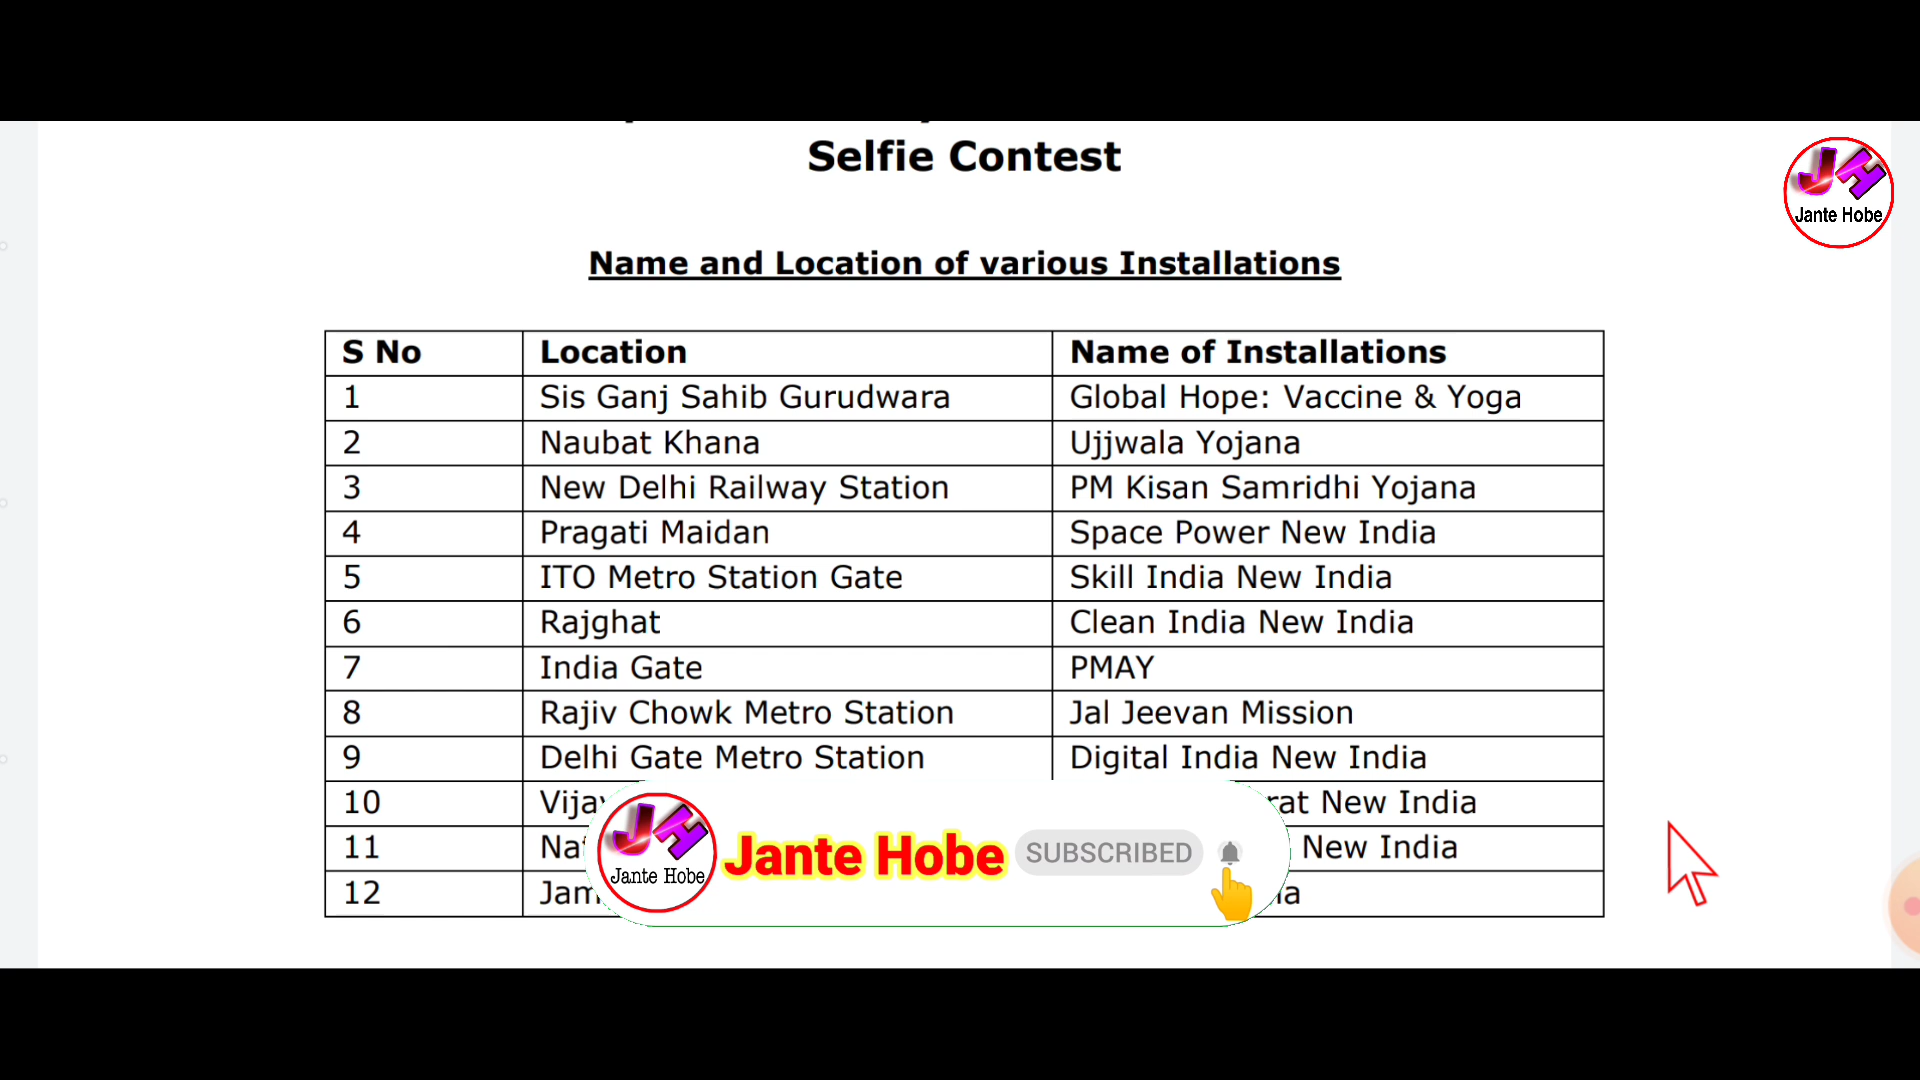 Selfie Contest
JH
Jante Hobe
Name and Location of various Installations
S No Location Name of Installations
1 Sis Ganj Sahib Gurudwara Global Hope: Vaccine & Yoga
2 Naubat Khana Ujjwala Yojana
3 New Delhi Railway Station PM Kisan Samridhi Yojana
4 Pragati Maidan Space Power New India
5 ITO Metro Station Gate Skill India New India
6 Rajghat Clean India New India
7 India Gate PMAY
8 Rajiv Chowk Metro Station Jal Jeevan Mission
9 Delhi Gate Metro Station Digital India New India
10 New India
11 New India
12
JH
Jante Hobe
Jante Hobe SUBSCRIBED